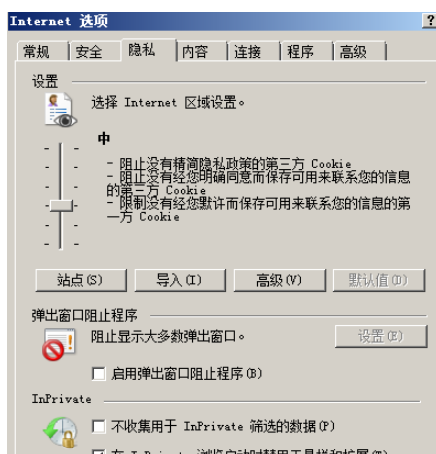 Internet 选项 ?
常规 安全 隐私 内容 连接 程序 高级
设置
选择 Internet 区域设置。
中
- 阻止没有精简隐私政策的第三方 Cookie
- 阻止没有经您明确同意而保存可用来联系您的信息
的第三方 Cookie
- 限制没有经您默许而保存可用来联系您的信息的第
一方 Cookie
站点(S) 导入(I) 高级(V) 默认值(D)
弹出窗口阻止程序
阻止显示大多数弹出窗口。 设置(E)
启用弹出窗口阻止程序(B)
InPrivate
不收集用于 InPrivate 筛选的数据(P)